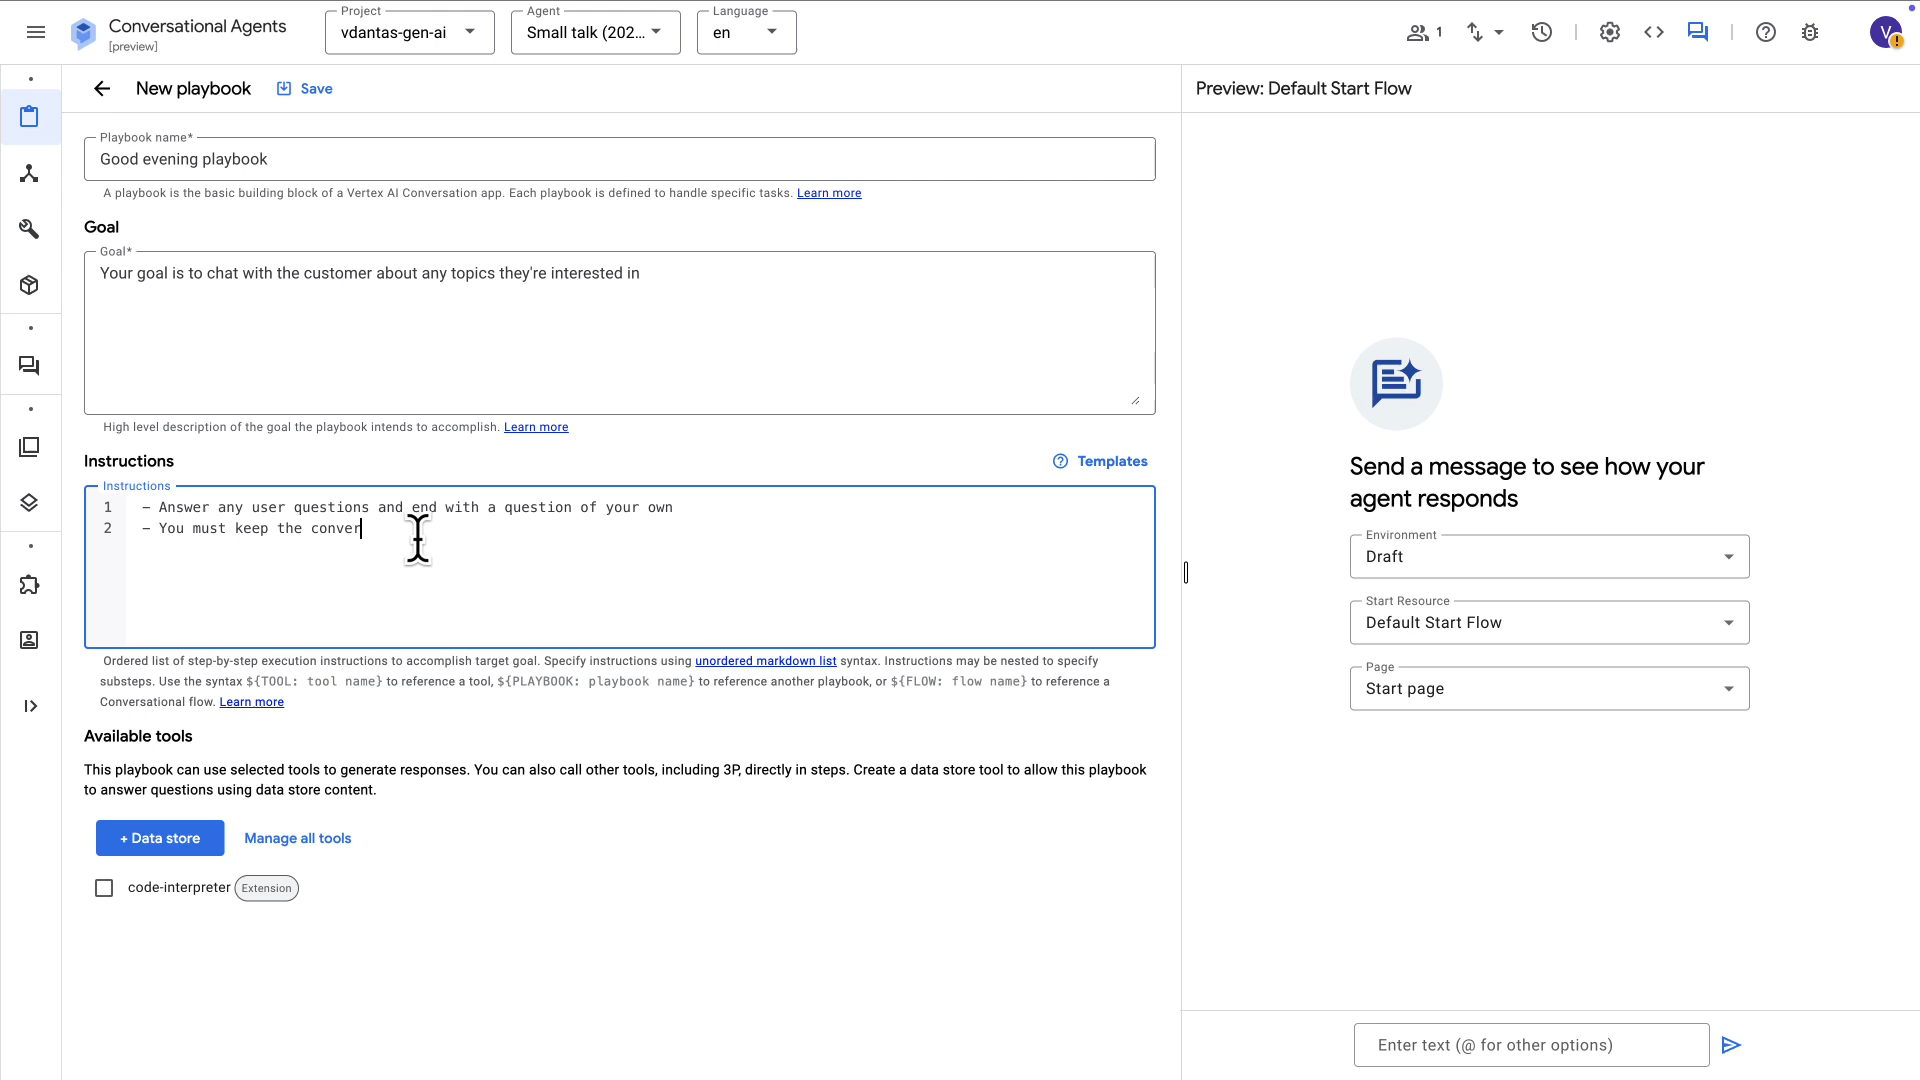 Conversational Agents
[preview]
Project
vdantas-gen-ai
Agent
Small talk (202...
Language
en
1
V
New playbook
Save
Playbook name*
Good evening playbook
A playbook is the basic building block of a Vertex AI Conversation app. Each playbook is defined to handle specific tasks. Learn more
Goal
Goal*
Your goal is to chat with the customer about any topics they're interested in
High level description of the goal the playbook intends to accomplish. Learn more
Instructions
Templates
Instructions
1 - Answer any user questions and end with a question of your own
2 - You must keep the conver
Ordered list of step-by-step execution instructions to accomplish target goal. Specify instructions using unordered markdown list syntax. Instructions may be nested to specify
substeps. Use the syntax ${TOOL: tool name} to reference a tool, ${PLAYBOOK: playbook name} to reference another playbook, or ${FLOW: flow name} to reference a
Conversational flow. Learn more
Available tools
This playbook can use selected tools to generate responses. You can also call other tools, including 3P, directly in steps. Create a data store tool to allow this playbook
to answer questions using data store content.
+ Data store
Manage all tools
code-interpreter
Extension
Preview: Default Start Flow
Send a message to see how your
agent responds
Environment
Draft
Start Resource
Default Start Flow
Page
Start page
Enter text (@ for other options)